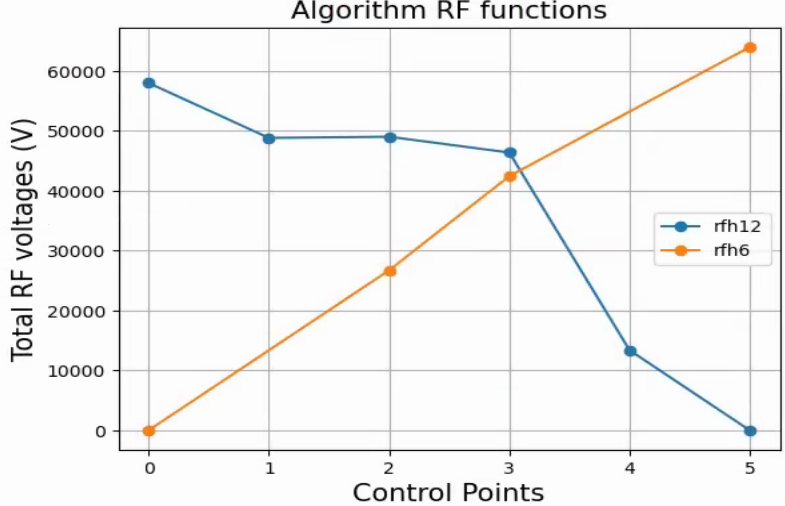 Algorithm RF functions
Total RF voltages (V)
60000
50000
40000
30000
20000
10000
0
rfh12
rfh6
0 1 2 3 4 5
Control Points